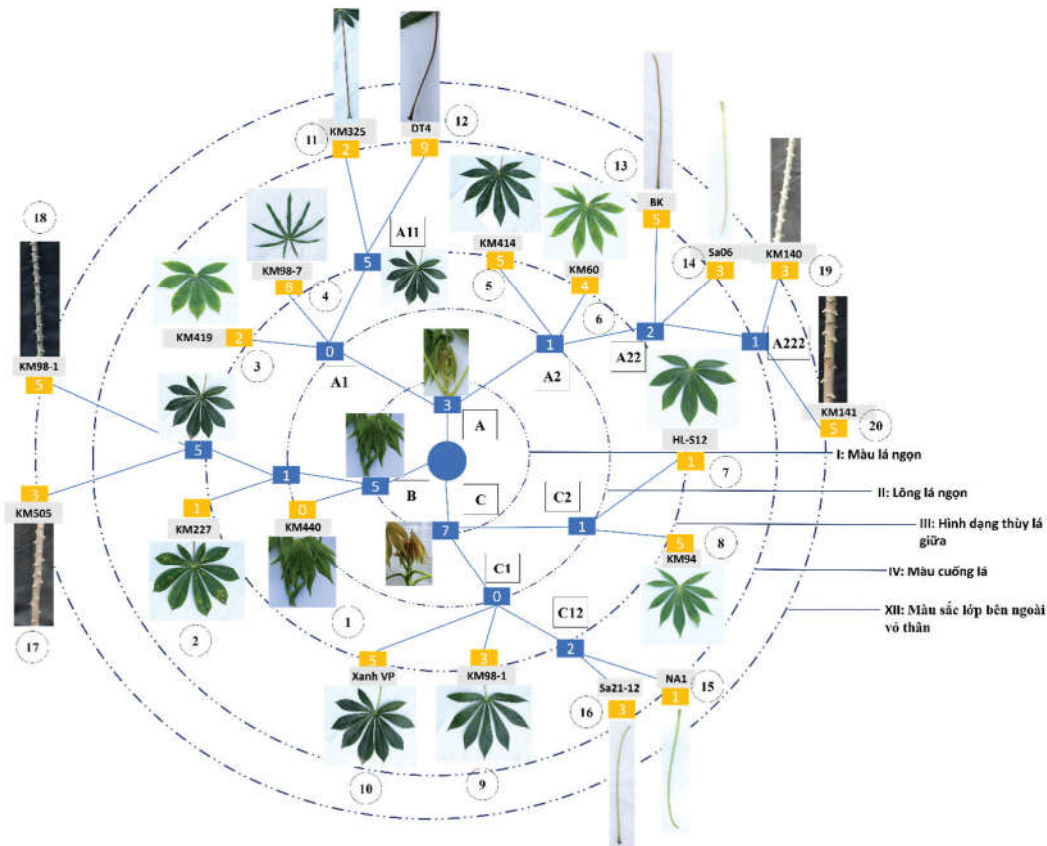 KM325
DT4
11
2
9
12
13
18
A11
BK
5
KM98-7
8
4
5
KM414
5
5
KM60
4
6
Sa06
3
14
KM140
3
19
KM419
2
3
0
A1
1
A2
2
A22
1
A222
KM98-1
5
3
A
5
KM141
5
20
HL-S12
1
7
I: Màu lá ngọn
1
5
B
C
C2
II: Lông lá ngọn
3
KM505
1
KM227
0
KM440
7
1
5
KM94
8
III: Hình dạng thùy lá
giữa
C1
0
IV: Màu cuống lá
C12
2
XII: Màu sắc lớp bên ngoài
vỏ thân
17
2
1
5
Xanh VP
3
KM98-1
Sa21-12
3
16
NA1
1
15
10
9